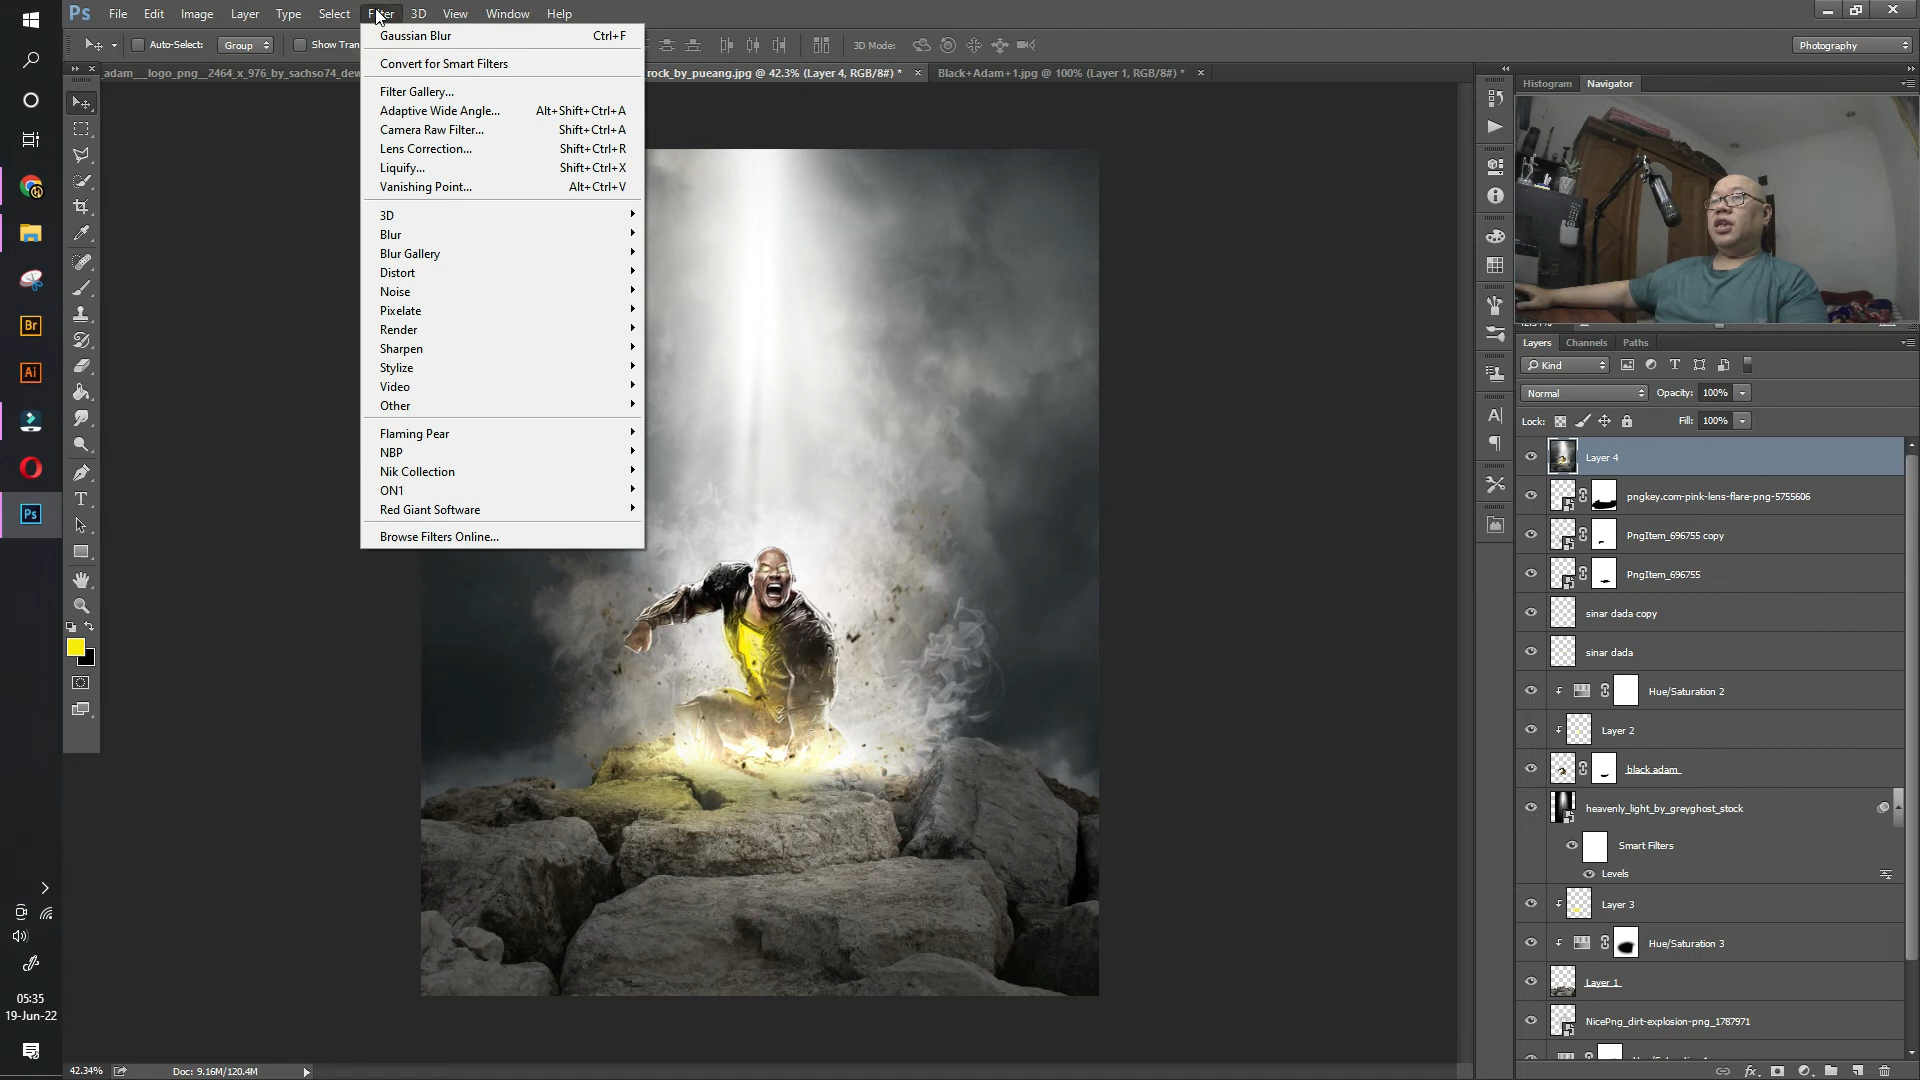 Ps File Edit Image Layer Type Select Filter 3D View Window Help
Auto-Select: Group Show Tran 3D Mode: Photography
_adam___logo_png__2464_x_976_by_sachso74_dew rock_by_pueang.jpg @ 42.3% (Layer 4, RGB/8#) * Black+Adam+1.jpg @ 100% (Layer 1, RGB/8#) *
Gaussian Blur Ctrl+F
Convert for Smart Filters
Filter Gallery...
Adaptive Wide Angle... Alt+Shift+Ctrl+A
Camera Raw Filter... Shift+Ctrl+A
Lens Correction... Shift+Ctrl+R
Liquify... Shift+Ctrl+X
Vanishing Point... Alt+Ctrl+V
3D
Blur
Blur Gallery
Distort
Noise
Pixelate
Render
Sharpen
Stylize
Video
Other
Flaming Pear
NBP
Nik Collection
ON1
Red Giant Software
Browse Filters Online...
Br
Ai
Ps
05:35
19-Jun-22
42.34% Doc: 9.16M/120.4M
Histogram Navigator
Layers Channels Paths
Kind
Normal Opacity: 100%
Lock: Fill: 100%
Layer 4
pngkey.com-pink-lens-flare-png-5755606
PngItem_696755 copy
PngItem_696755
sinar dada copy
sinar dada
Hue/Saturation 2
Layer 2
black adam
heavenly_light_by_greyghost_stock
Smart Filters
Levels
Layer 3
Hue/Saturation 3
Layer 1
NicePng_dirt-explosion-png_1787971